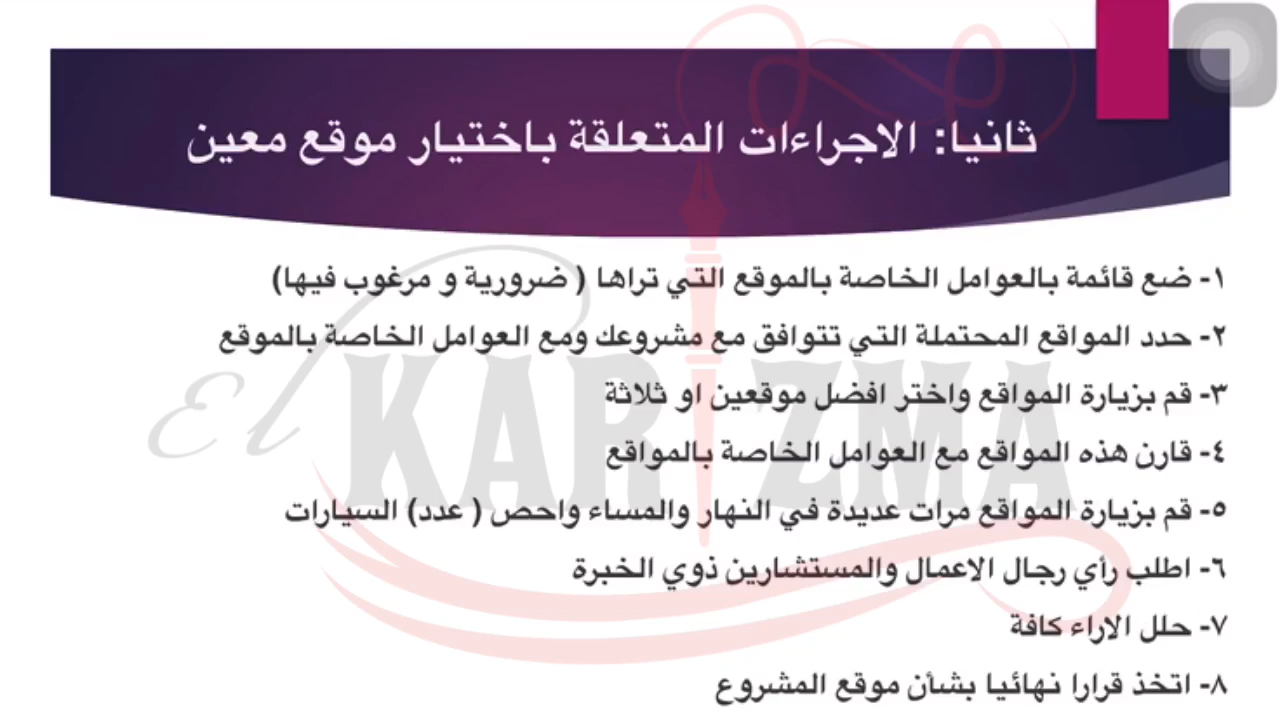 ثانيا: الاجراءات المتعلقة باختيار موقع معين
١- ضع قائمة بالعوامل الخاصة بالموقع التي تراها ( ضرورية و مرغوب فيها)
٢- حدد المواقع المحتملة التي تتوافق مع مشروعك ومع العوامل الخاصة بالموقع
٣- قم بزيارة المواقع واختر افضل موقعين او ثلاثة
٤- قارن هذه المواقع مع العوامل الخاصة بالمواقع
٥- قم بزيارة المواقع مرات عديدة في النهار والمساء واحص ( عدد) السيارات
٦- اطلب رأي رجال الاعمال والمستشارين ذوي الخبرة
٧- حلل الاراء كافة
٨- اتخذ قرارا نهائيا بشأن موقع المشروع
El KARIZMA